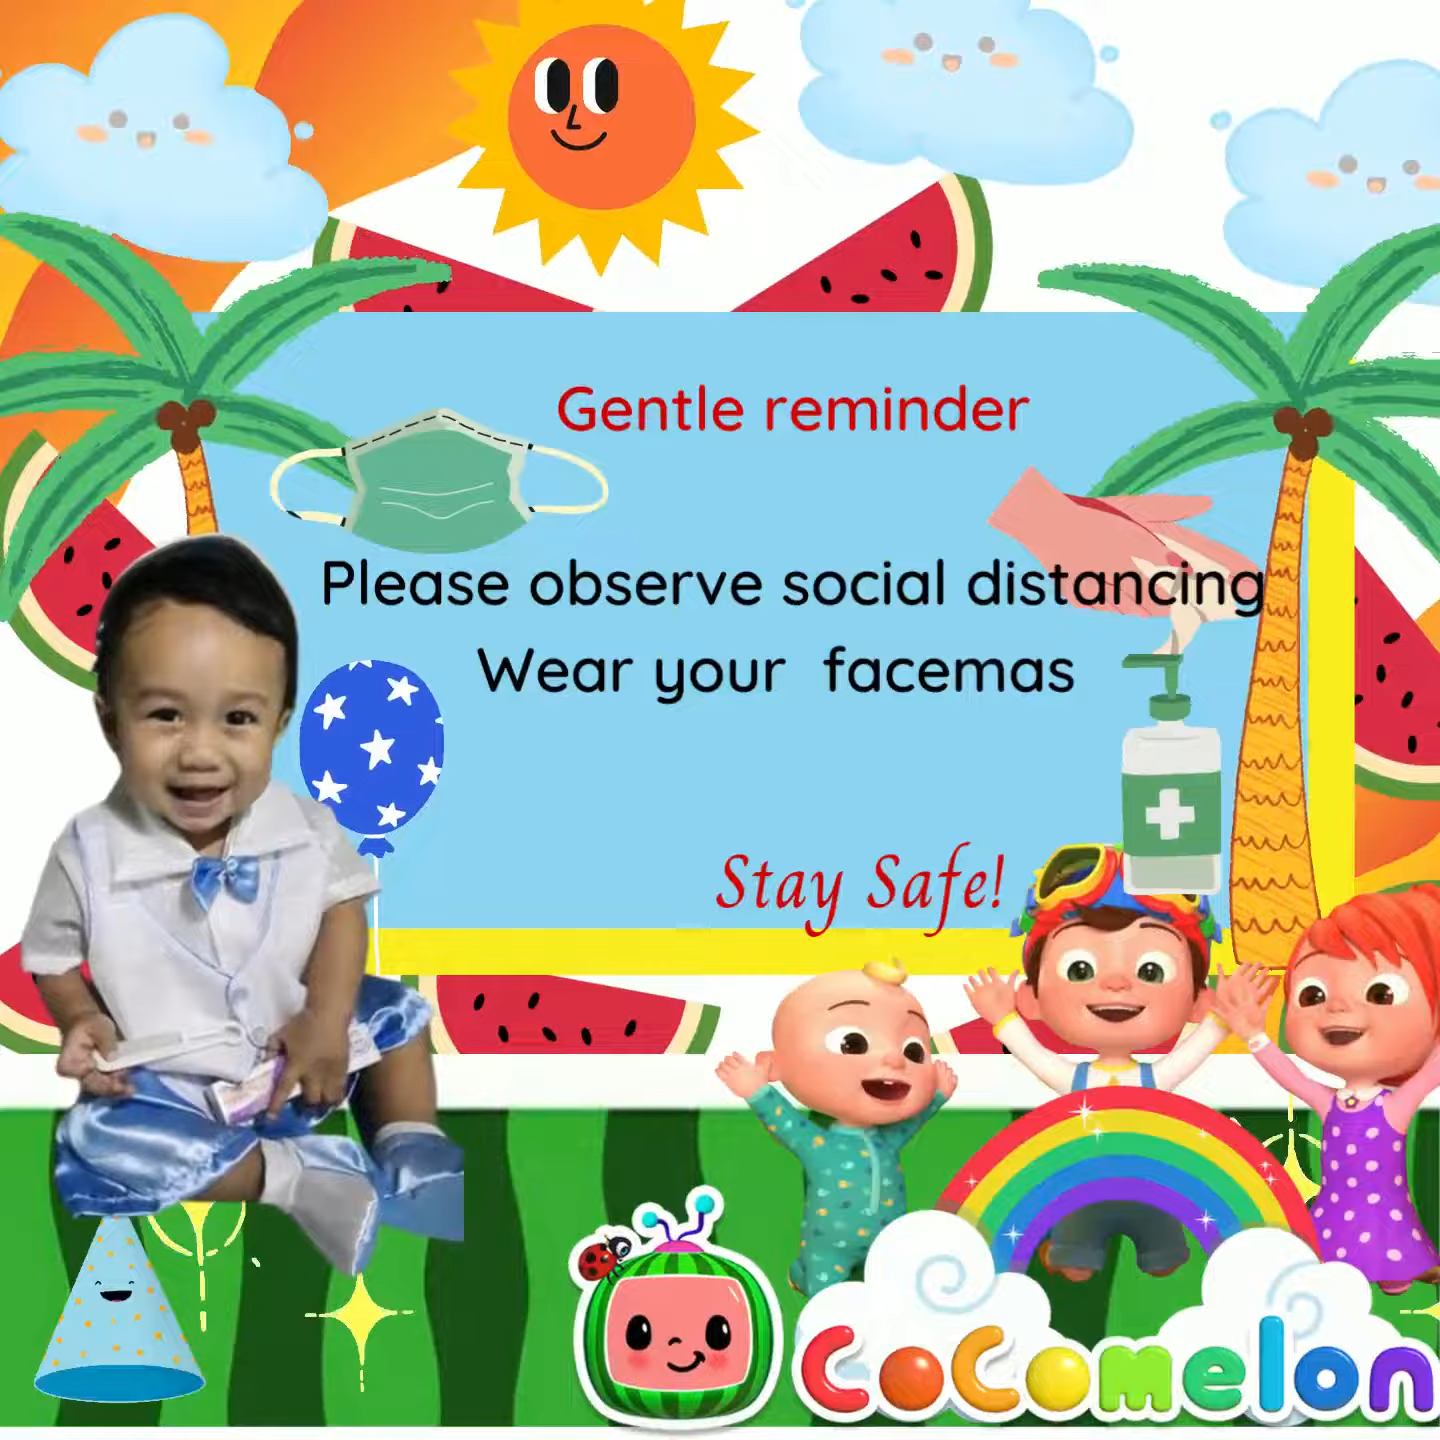 Gentle reminder
Please observe social distancing
Wear your facemas
Stay Safe!
CoComelon